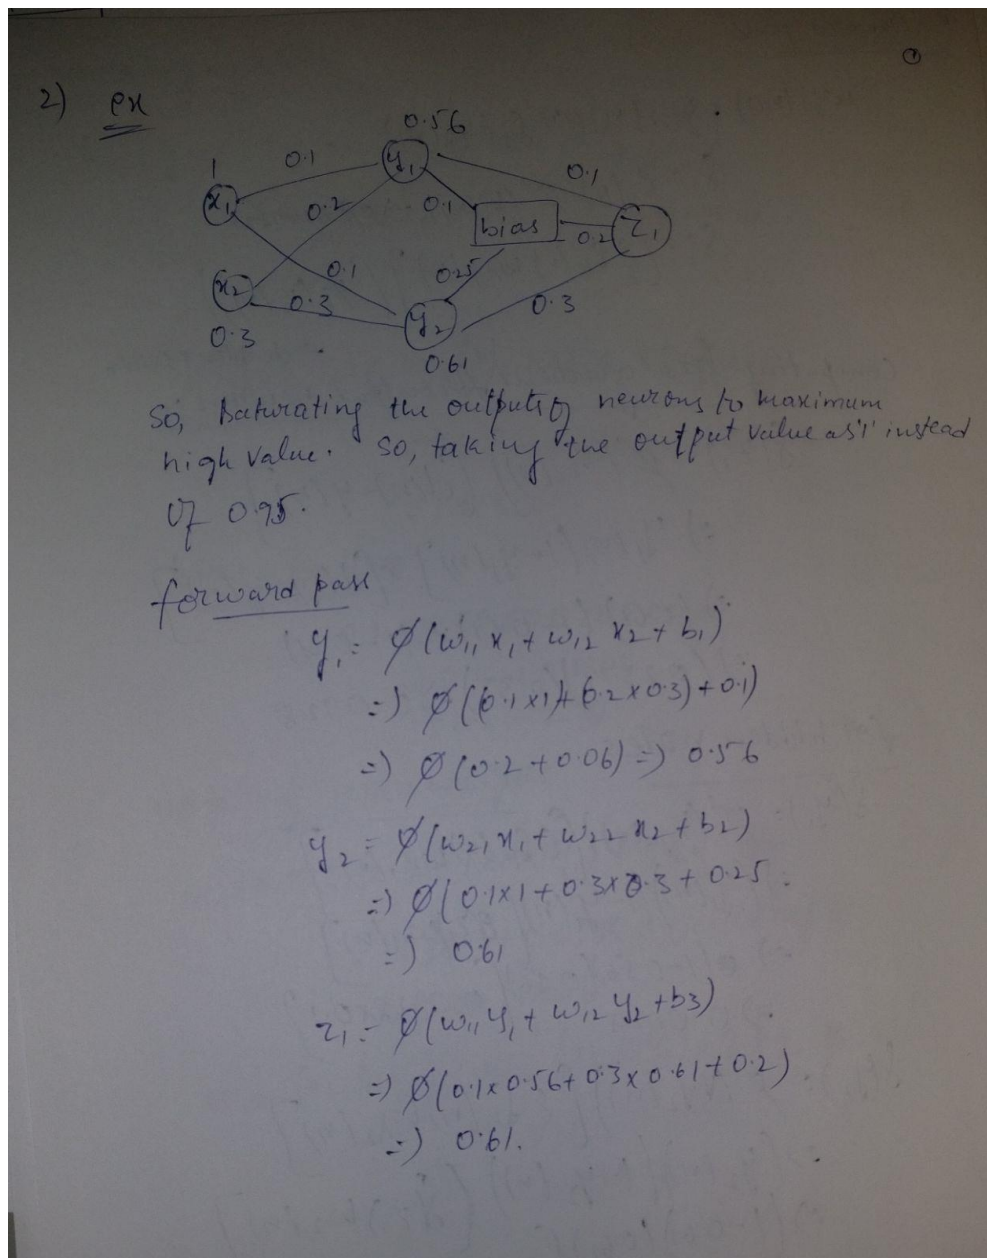 ①
2) ex
0.56
1 0.1 y₁ 0.1
x₁ 0.2 0.1 bias 0.2 z₁
x₂ 0.1 0.25
0.3 0.3
0.3 y₂
0.61
So, Saturating the outputs of neurons to maximum
high value. So, taking the output value as '1' instead
of 0.95.
forward pass
y₁ = φ(w₁₁ x₁ + w₁₂ x₂ + b₁)
=) φ((0.1×1)+(0.2×0.3)+0.1)
=) φ(0.2+0.06) =) 0.56
y₂ = φ(w₂₁ x₁ + w₂₂ x₂ + b₂)
=) φ(0.1×1+0.3×0.3+0.25
=) 0.61
z₁ = φ(w₁₁ y₁ + w₁₂ y₂ + b₃)
=) φ(0.1×0.56+0.3×0.61+0.2)
=) 0.61.